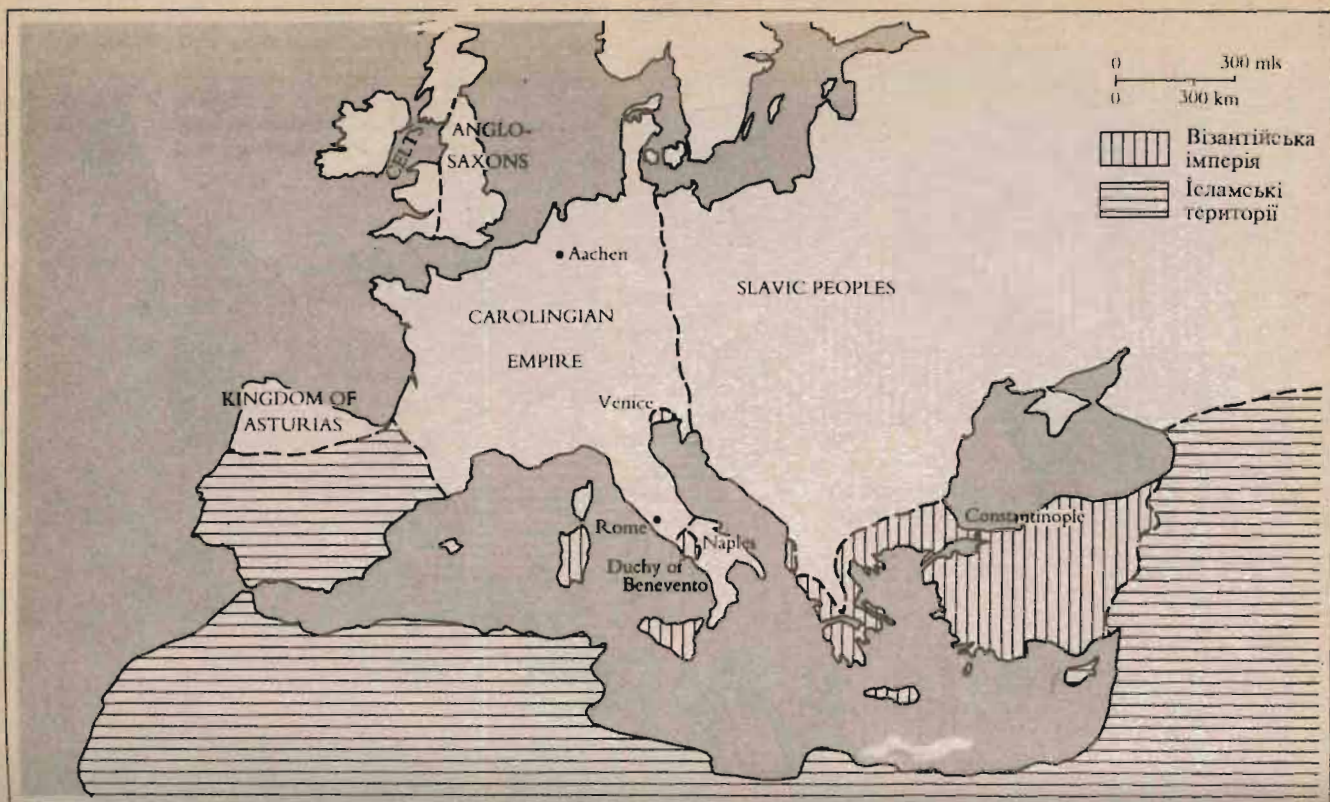 0 300 mls
0 300 km
Візантійська
імперія
Ісламські
території
CELTS
ANGLO-
SAXONS
Aachen
SLAVIC PEOPLES
CAROLINGIAN
EMPIRE
KINGDOM OF
ASTURIAS
Venice
Constantinople
Rome
Naples
Duchy of
Benevento